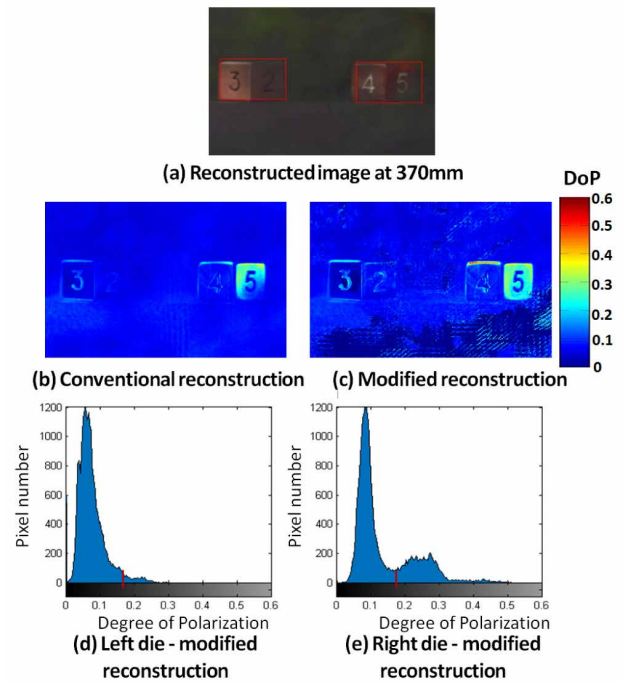 3 2 4 5
(a) Reconstructed image at 370mm
DoP
0.6
0.5
0.4
0.3
0.2
0.1
0
3 2 4 5
3 2 4 5
(b) Conventional reconstruction
(c) Modified reconstruction
1200
1000
800
600
400
200
0
Pixel number
0 0.1 0.2 0.3 0.4 0.5 0.6
Degree of Polarization
(d) Left die - modified
reconstruction
1200
1000
800
600
400
200
0
Pixel number
0 0.1 0.2 0.3 0.4 0.5 0.6
Degree of Polarization
(e) Right die - modified
reconstruction